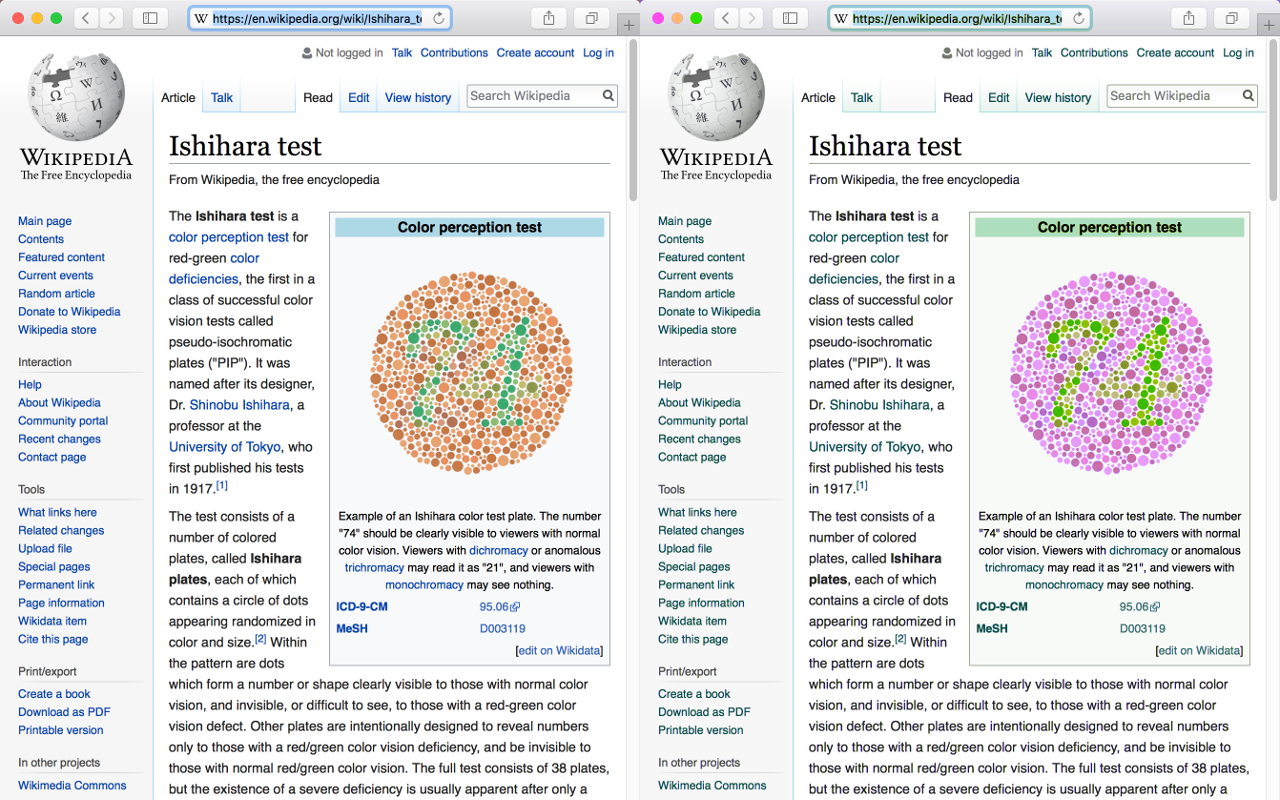 https://en.wikipedia.org/wiki/Ishihara_te
Not logged in Talk Contributions Create account Log in
Article Talk Read Edit View history Search Wikipedia
WIKIPEDIA
The Free Encyclopedia
Main page
Contents
Featured content
Current events
Random article
Donate to Wikipedia
Wikipedia store
Interaction
Help
About Wikipedia
Community portal
Recent changes
Contact page
Tools
What links here
Related changes
Upload file
Special pages
Permanent link
Page information
Wikidata item
Cite this page
Print/export
Create a book
Download as PDF
Printable version
In other projects
Wikimedia Commons
Ishihara test
From Wikipedia, the free encyclopedia
The Ishihara test is a
color perception test for
red-green color
deficiencies, the first in a
class of successful color
vision tests called
pseudo-isochromatic
plates ("PIP"). It was
named after its designer,
Dr. Shinobu Ishihara, a
professor at the
University of Tokyo, who
first published his tests
in 1917.[1]
The test consists of a
number of colored
plates, called Ishihara
plates, each of which
contains a circle of dots
appearing randomized in
color and size.[2] Within
the pattern are dots
which form a number or shape clearly visible to those with normal color
vision, and invisible, or difficult to see, to those with a red-green color
vision defect. Other plates are intentionally designed to reveal numbers
only to those with a red/green color vision deficiency, and be invisible to
those with normal red/green color vision. The full test consists of 38 plates,
but the existence of a severe deficiency is usually apparent after only a
Color perception test
74
Example of an Ishihara color test plate. The number
"74" should be clearly visible to viewers with normal
color vision. Viewers with dichromacy or anomalous
trichromacy may read it as "21", and viewers with
monochromacy may see nothing.
ICD-9-CM 95.06
MeSH D003119
[edit on Wikidata]
https://en.wikipedia.org/wiki/Ishihara_te
Not logged in Talk Contributions Create account Log in
Article Talk Read Edit View history Search Wikipedia
WIKIPEDIA
The Free Encyclopedia
Main page
Contents
Featured content
Current events
Random article
Donate to Wikipedia
Wikipedia store
Interaction
Help
About Wikipedia
Community portal
Recent changes
Contact page
Tools
What links here
Related changes
Upload file
Special pages
Permanent link
Page information
Wikidata item
Cite this page
Print/export
Create a book
Download as PDF
Printable version
In other projects
Wikimedia Commons
Ishihara test
From Wikipedia, the free encyclopedia
The Ishihara test is a
color perception test for
red-green color
deficiencies, the first in a
class of successful color
vision tests called
pseudo-isochromatic
plates ("PIP"). It was
named after its designer,
Dr. Shinobu Ishihara, a
professor at the
University of Tokyo, who
first published his tests
in 1917.[1]
The test consists of a
number of colored
plates, called Ishihara
plates, each of which
contains a circle of dots
appearing randomized in
color and size.[2] Within
the pattern are dots
which form a number or shape clearly visible to those with normal color
vision, and invisible, or difficult to see, to those with a red-green color
vision defect. Other plates are intentionally designed to reveal numbers
only to those with a red/green color vision deficiency, and be invisible to
those with normal red/green color vision. The full test consists of 38 plates,
but the existence of a severe deficiency is usually apparent after only a
Color perception test
74
Example of an Ishihara color test plate. The number
"74" should be clearly visible to viewers with normal
color vision. Viewers with dichromacy or anomalous
trichromacy may read it as "21", and viewers with
monochromacy may see nothing.
ICD-9-CM 95.06
MeSH D003119
[edit on Wikidata]